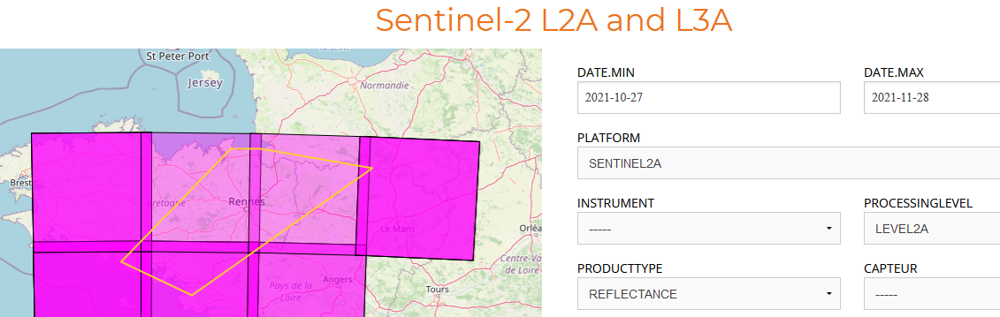 Sentinel-2 L2A and L3A
St Peter Port
Jersey
Normandie
Brest
Bretagne
Rennes
Le Mans
Orléa
Centre-Va
de Loire
Angers
Pays de la
Loire
Tours
DATE.MIN
DATE.MAX
2021-10-27
2021-11-28
PLATFORM
SENTINEL2A
INSTRUMENT
PROCESSINGLEVEL
-----
LEVEL2A
PRODUCTTYPE
CAPTEUR
REFLECTANCE
-----